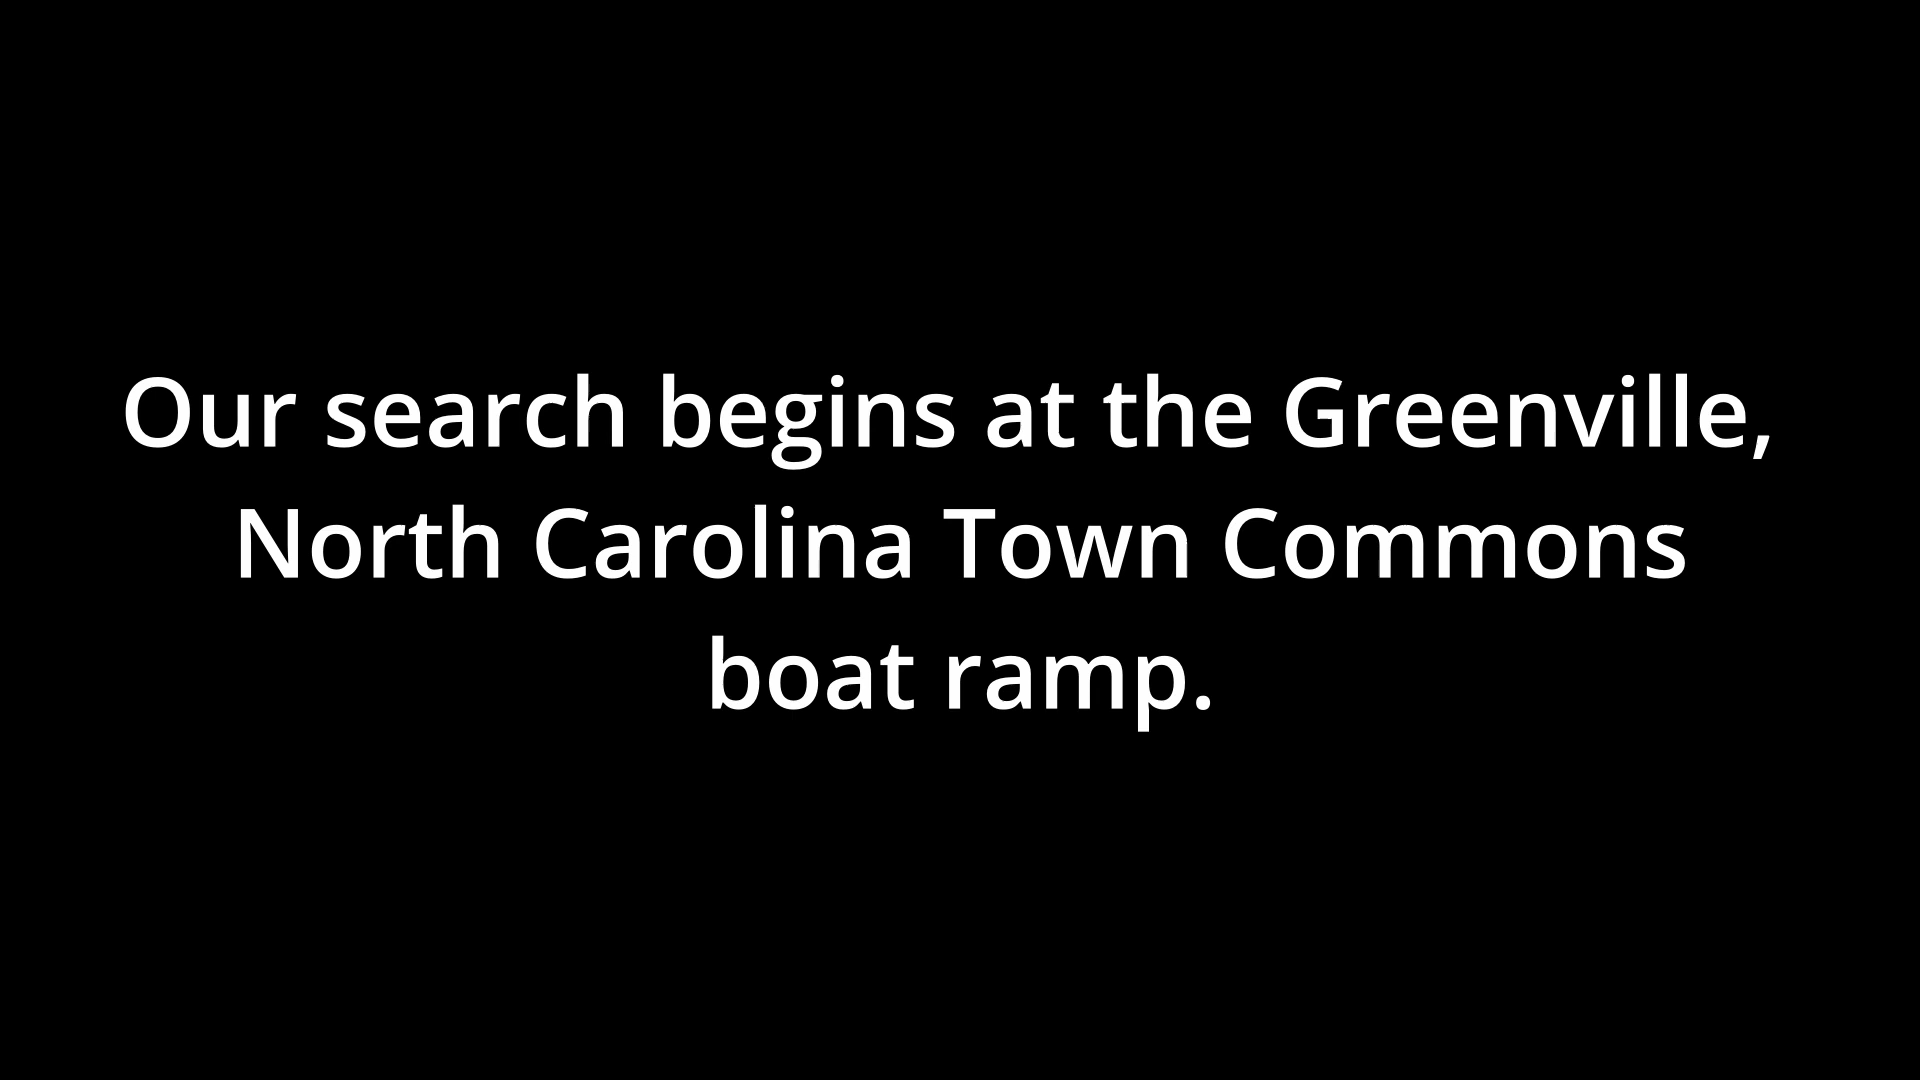 Our search begins at the Greenville,
North Carolina Town Commons
boat ramp.